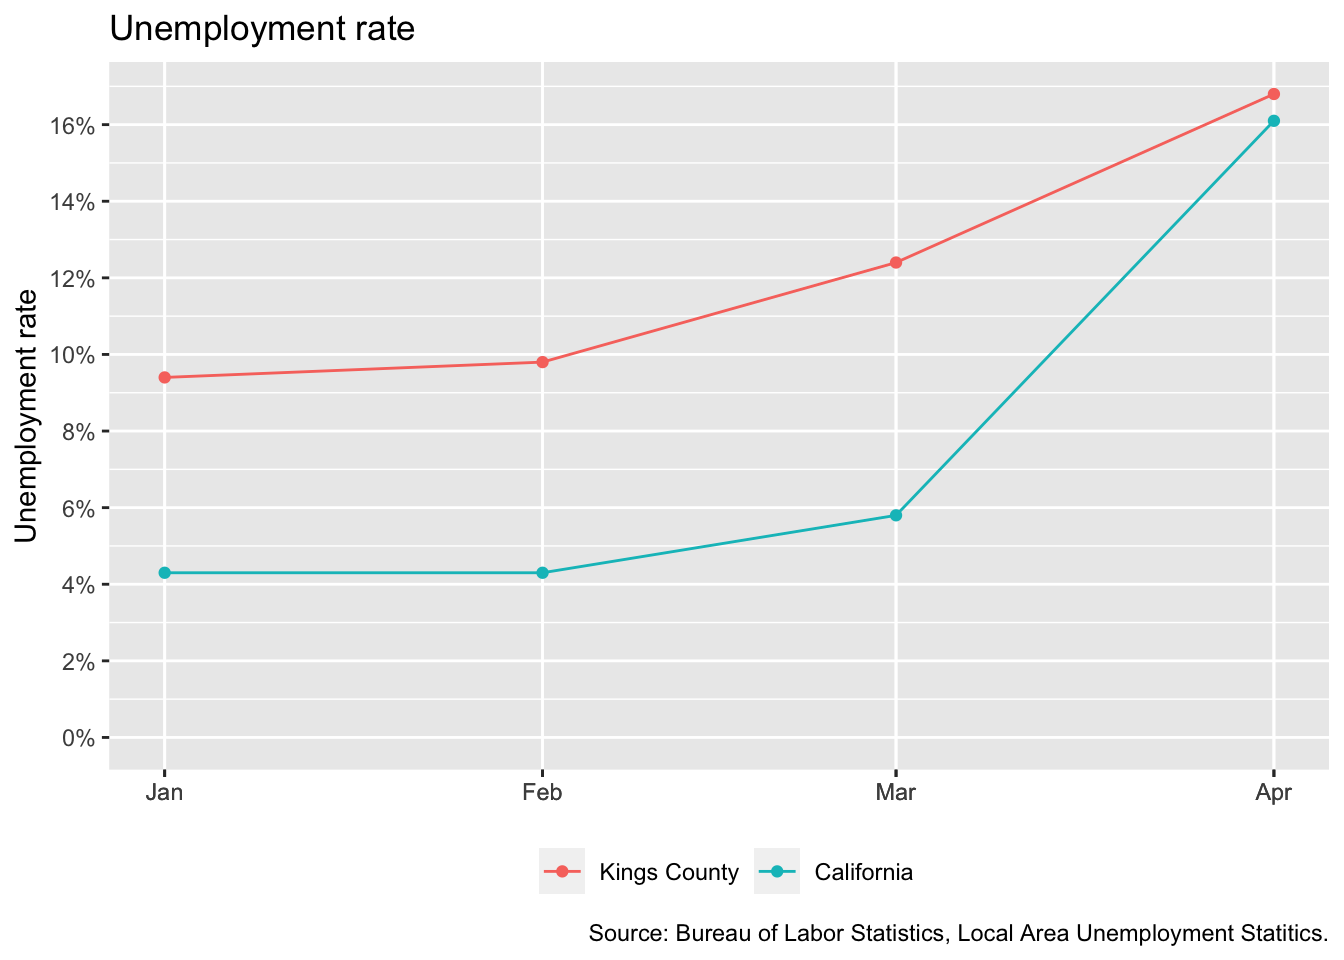 Unemployment rate
Unemployment rate
16%
14%
12%
10%
8%
6%
4%
2%
0%
Jan Feb Mar Apr
Kings County California
Source: Bureau of Labor Statistics, Local Area Unemployment Statitics.